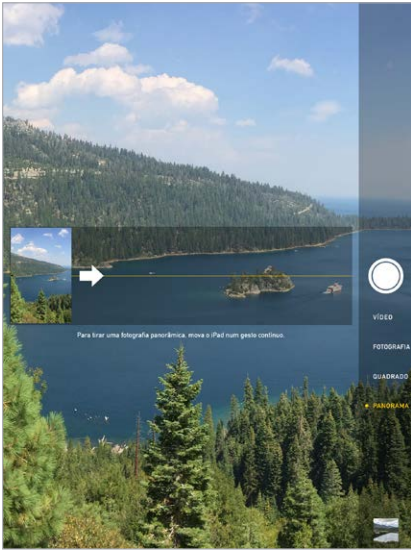 Para tirar uma fotografia panorâmica, mova o iPad num gesto contínuo.
VÍDEO
FOTOGRAFIA
QUADRADO
PANORAMA